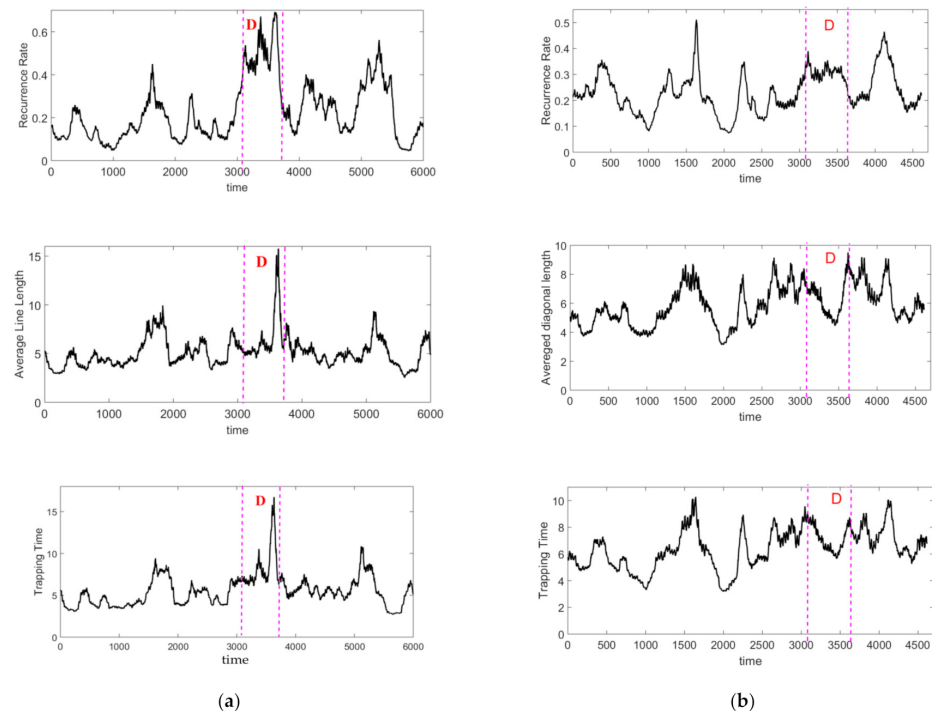 D
Recurrence Rate
0.6
0.4
0.2
0
0 1000 2000 3000 4000 5000 6000
time
D
Recurrence Rate
0.5
0.4
0.3
0.2
0.1
0
0 500 1000 1500 2000 2500 3000 3500 4000 4500
time
D
Average Line Length
15
10
5
0
0 1000 2000 3000 4000 5000 6000
time
D
Avereged diagonal length
10
8
6
4
2
0
0 500 1000 1500 2000 2500 3000 3500 4000 4500
time
D
Trapping Time
15
10
5
0
0 1000 2000 3000 4000 5000 6000
time
D
Trapping Time
10
8
6
4
2
0
0 500 1000 1500 2000 2500 3000 3500 4000 4500
time
(a)
(b)